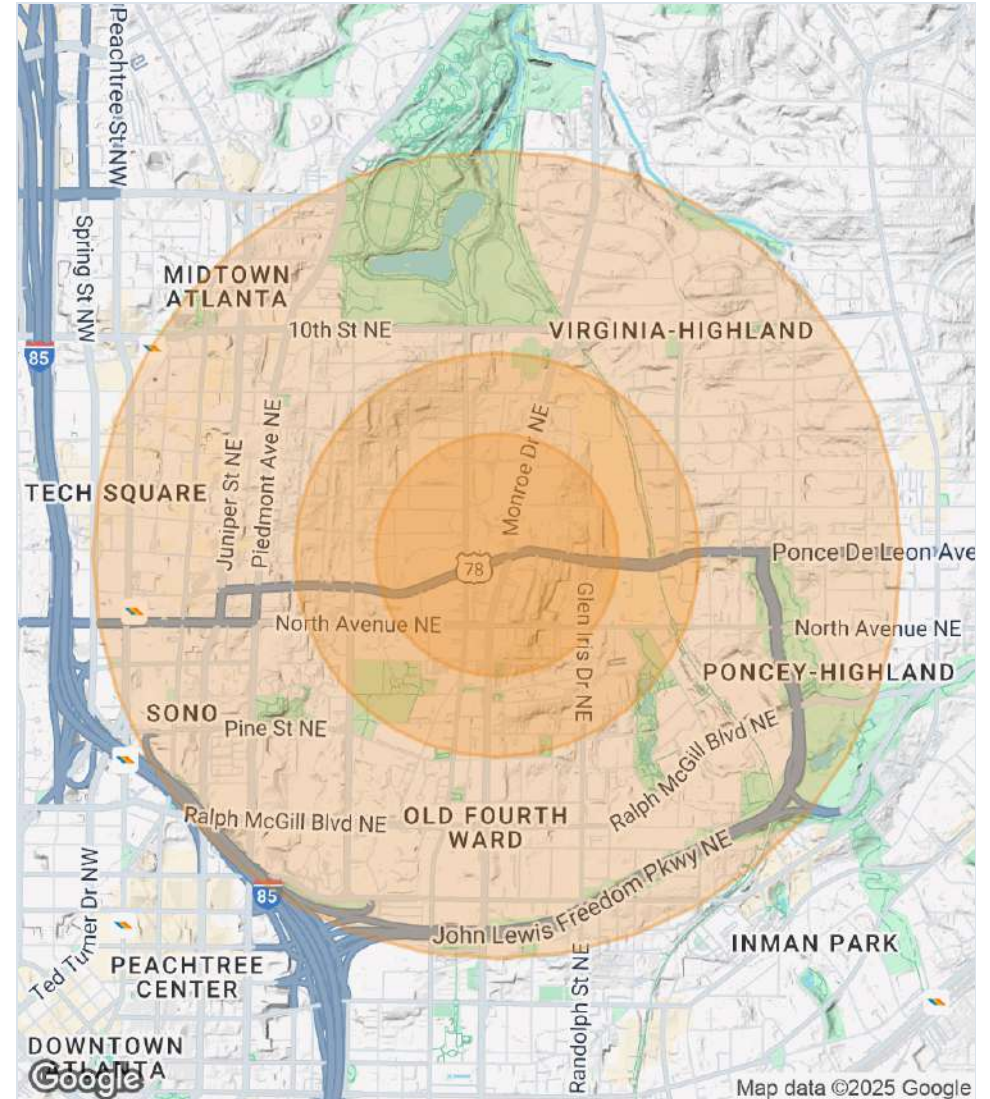 Peachtree St NW
Spring St NW
MIDTOWN
ATLANTA
10th St NE
VIRGINIA-HIGHLAND
85
Monroe Dr NE
Piedmont Ave NE
Juniper St NE
TECH SQUARE
78
Ponce De Leon Ave
Glen Iris Dr NE
North Avenue NE
North Avenue NE
PONCEY-HIGHLAND
SONO
Pine St NE
Ralph McGill Blvd NE
Ralph McGill Blvd NE
OLD FOURTH
WARD
John Lewis Freedom Pkwy NE
85
Ted Turner Dr NW
PEACHTREE
CENTER
INMAN PARK
Randolph St NE
DOWNTOWN
ATLANTA
Google
Map data ©2025 Google